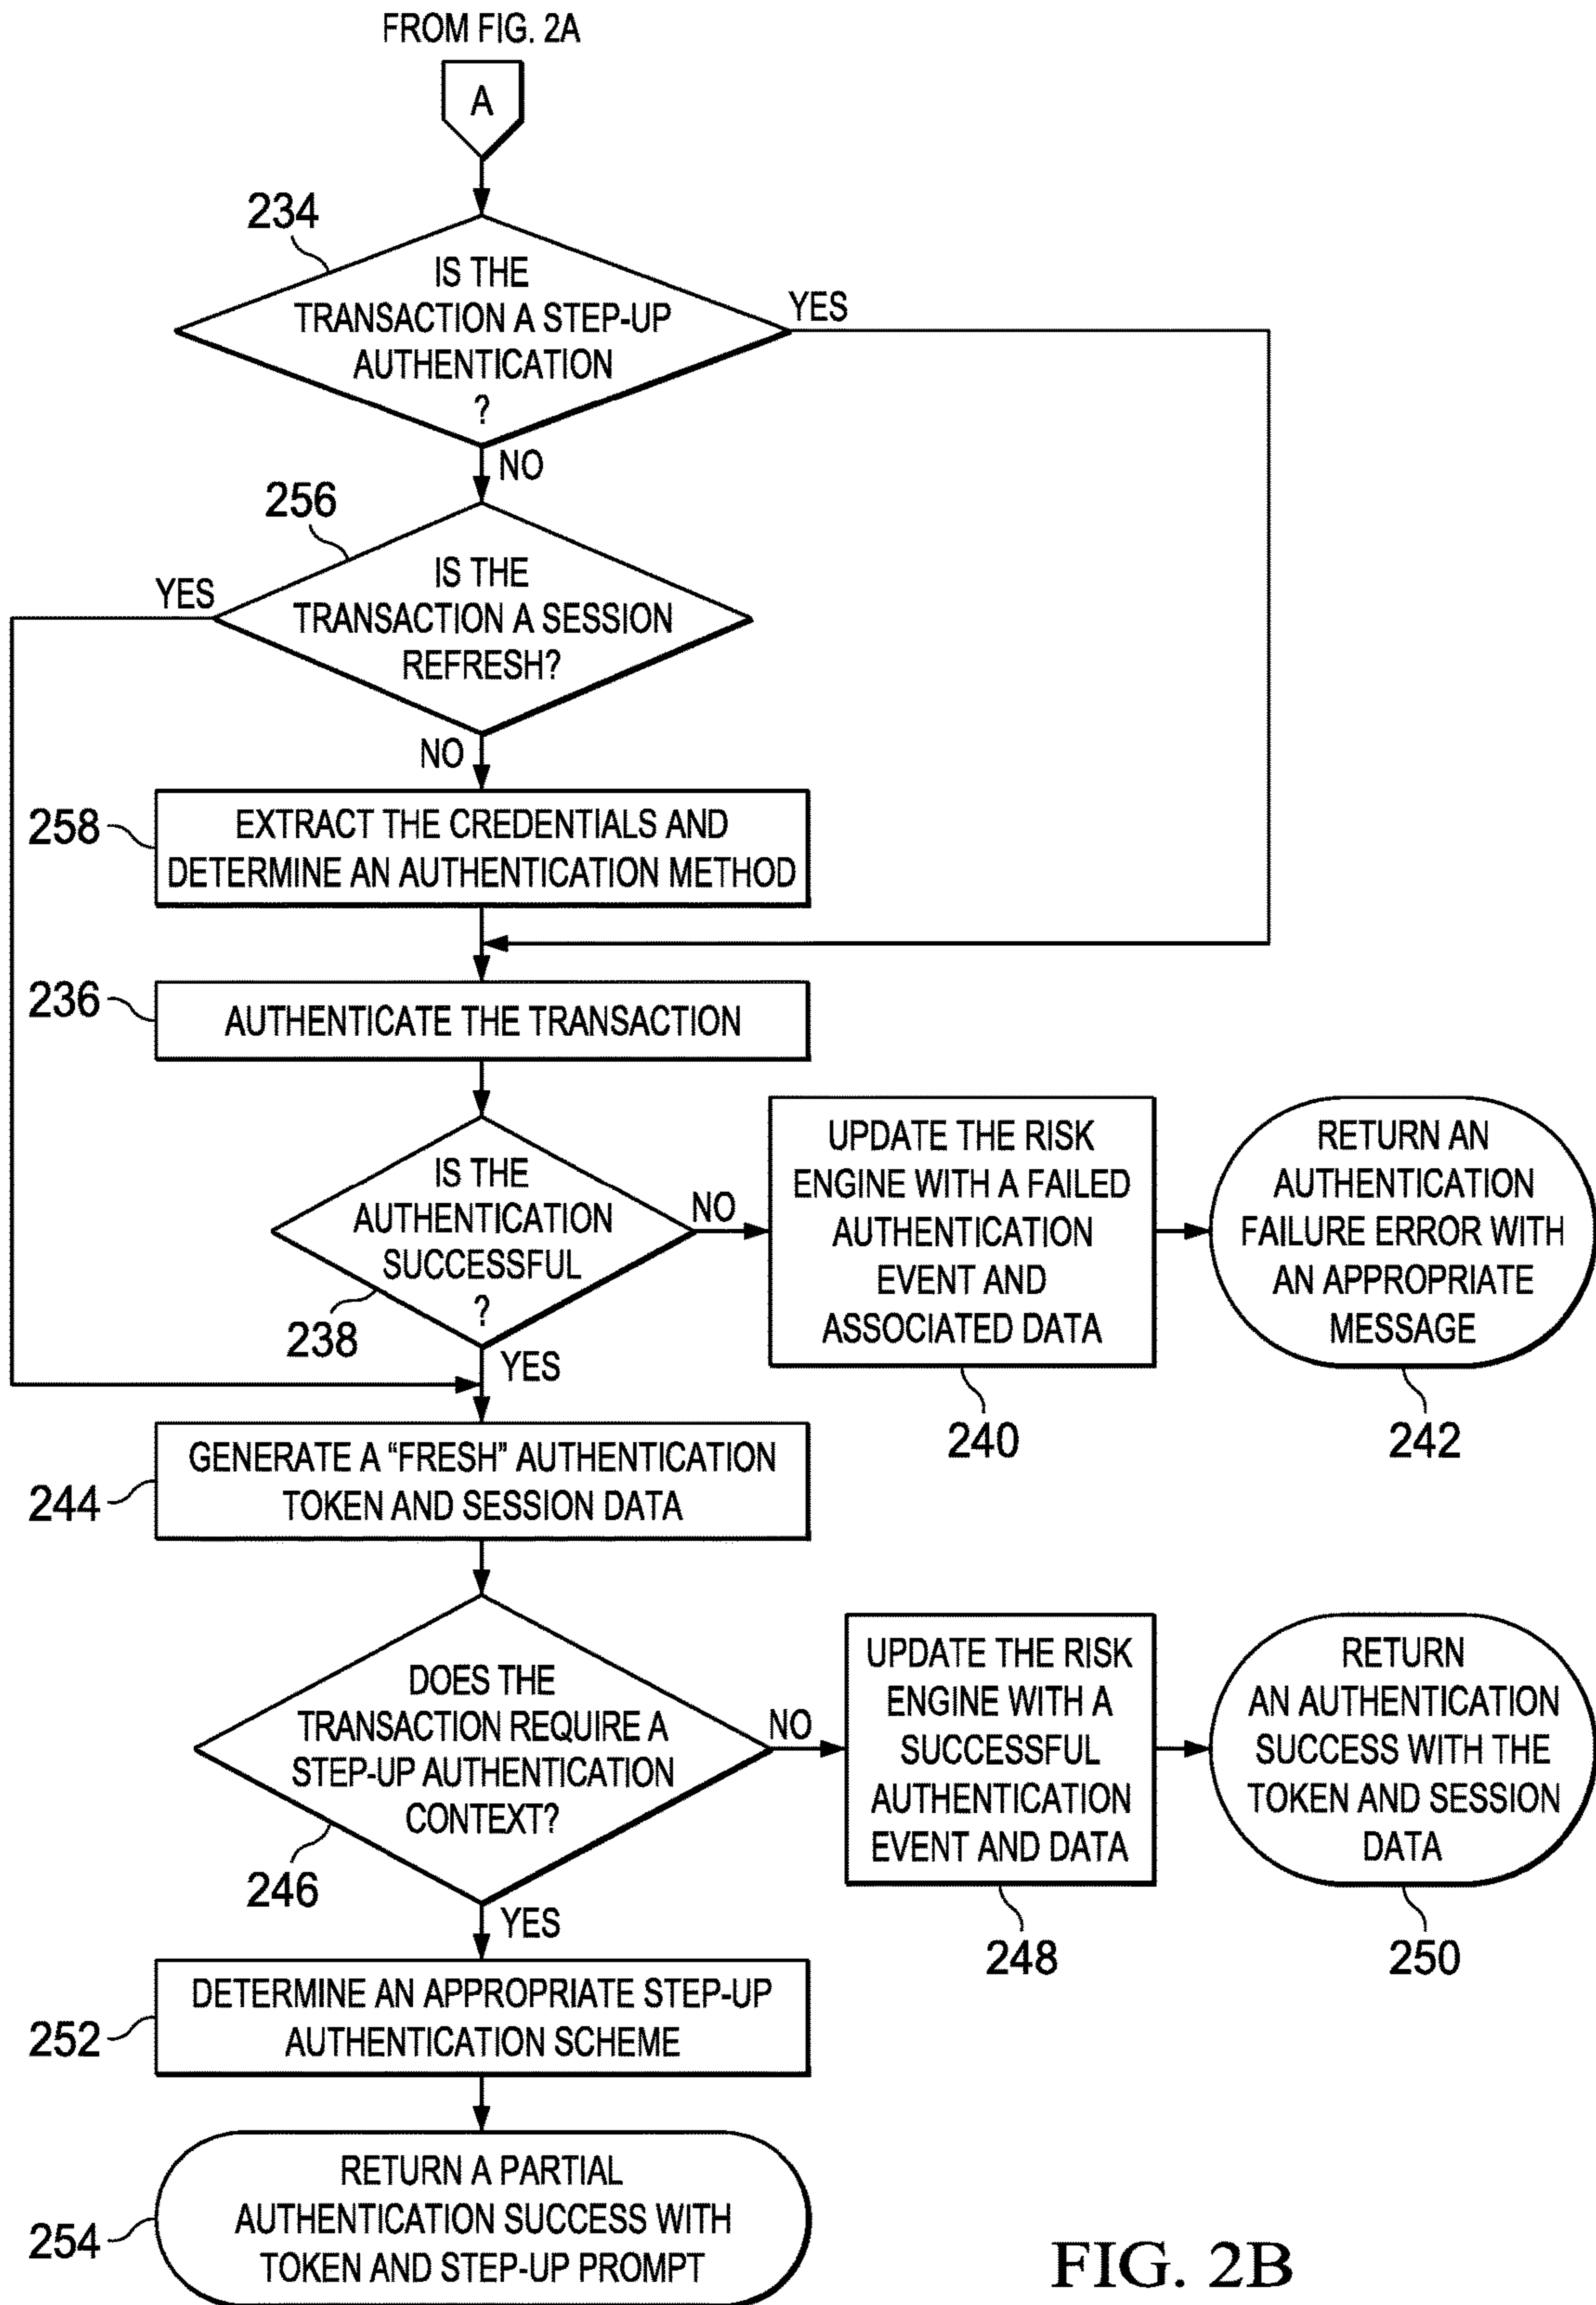 FROM FIG. 2A
A
234
IS THE
TRANSACTION A STEP-UP
AUTHENTICATION
?
YES
NO
256
IS THE
TRANSACTION A SESSION
REFRESH?
YES
NO
258
EXTRACT THE CREDENTIALS AND
DETERMINE AN AUTHENTICATION METHOD
236
AUTHENTICATE THE TRANSACTION
IS THE
AUTHENTICATION
SUCCESSFUL
?
238
NO
YES
UPDATE THE RISK
ENGINE WITH A FAILED
AUTHENTICATION
EVENT AND
ASSOCIATED DATA
240
RETURN AN
AUTHENTICATION
FAILURE ERROR WITH
AN APPROPRIATE
MESSAGE
242
244
GENERATE A “FRESH” AUTHENTICATION
TOKEN AND SESSION DATA
DOES THE
TRANSACTION REQUIRE A
STEP-UP AUTHENTICATION
CONTEXT?
246
NO
YES
UPDATE THE RISK
ENGINE WITH A
SUCCESSFUL
AUTHENTICATION
EVENT AND DATA
248
RETURN
AN AUTHENTICATION
SUCCESS WITH THE
TOKEN AND SESSION
DATA
250
252
DETERMINE AN APPROPRIATE STEP-UP
AUTHENTICATION SCHEME
254
RETURN A PARTIAL
AUTHENTICATION SUCCESS WITH
TOKEN AND STEP-UP PROMPT
FIG. 2B